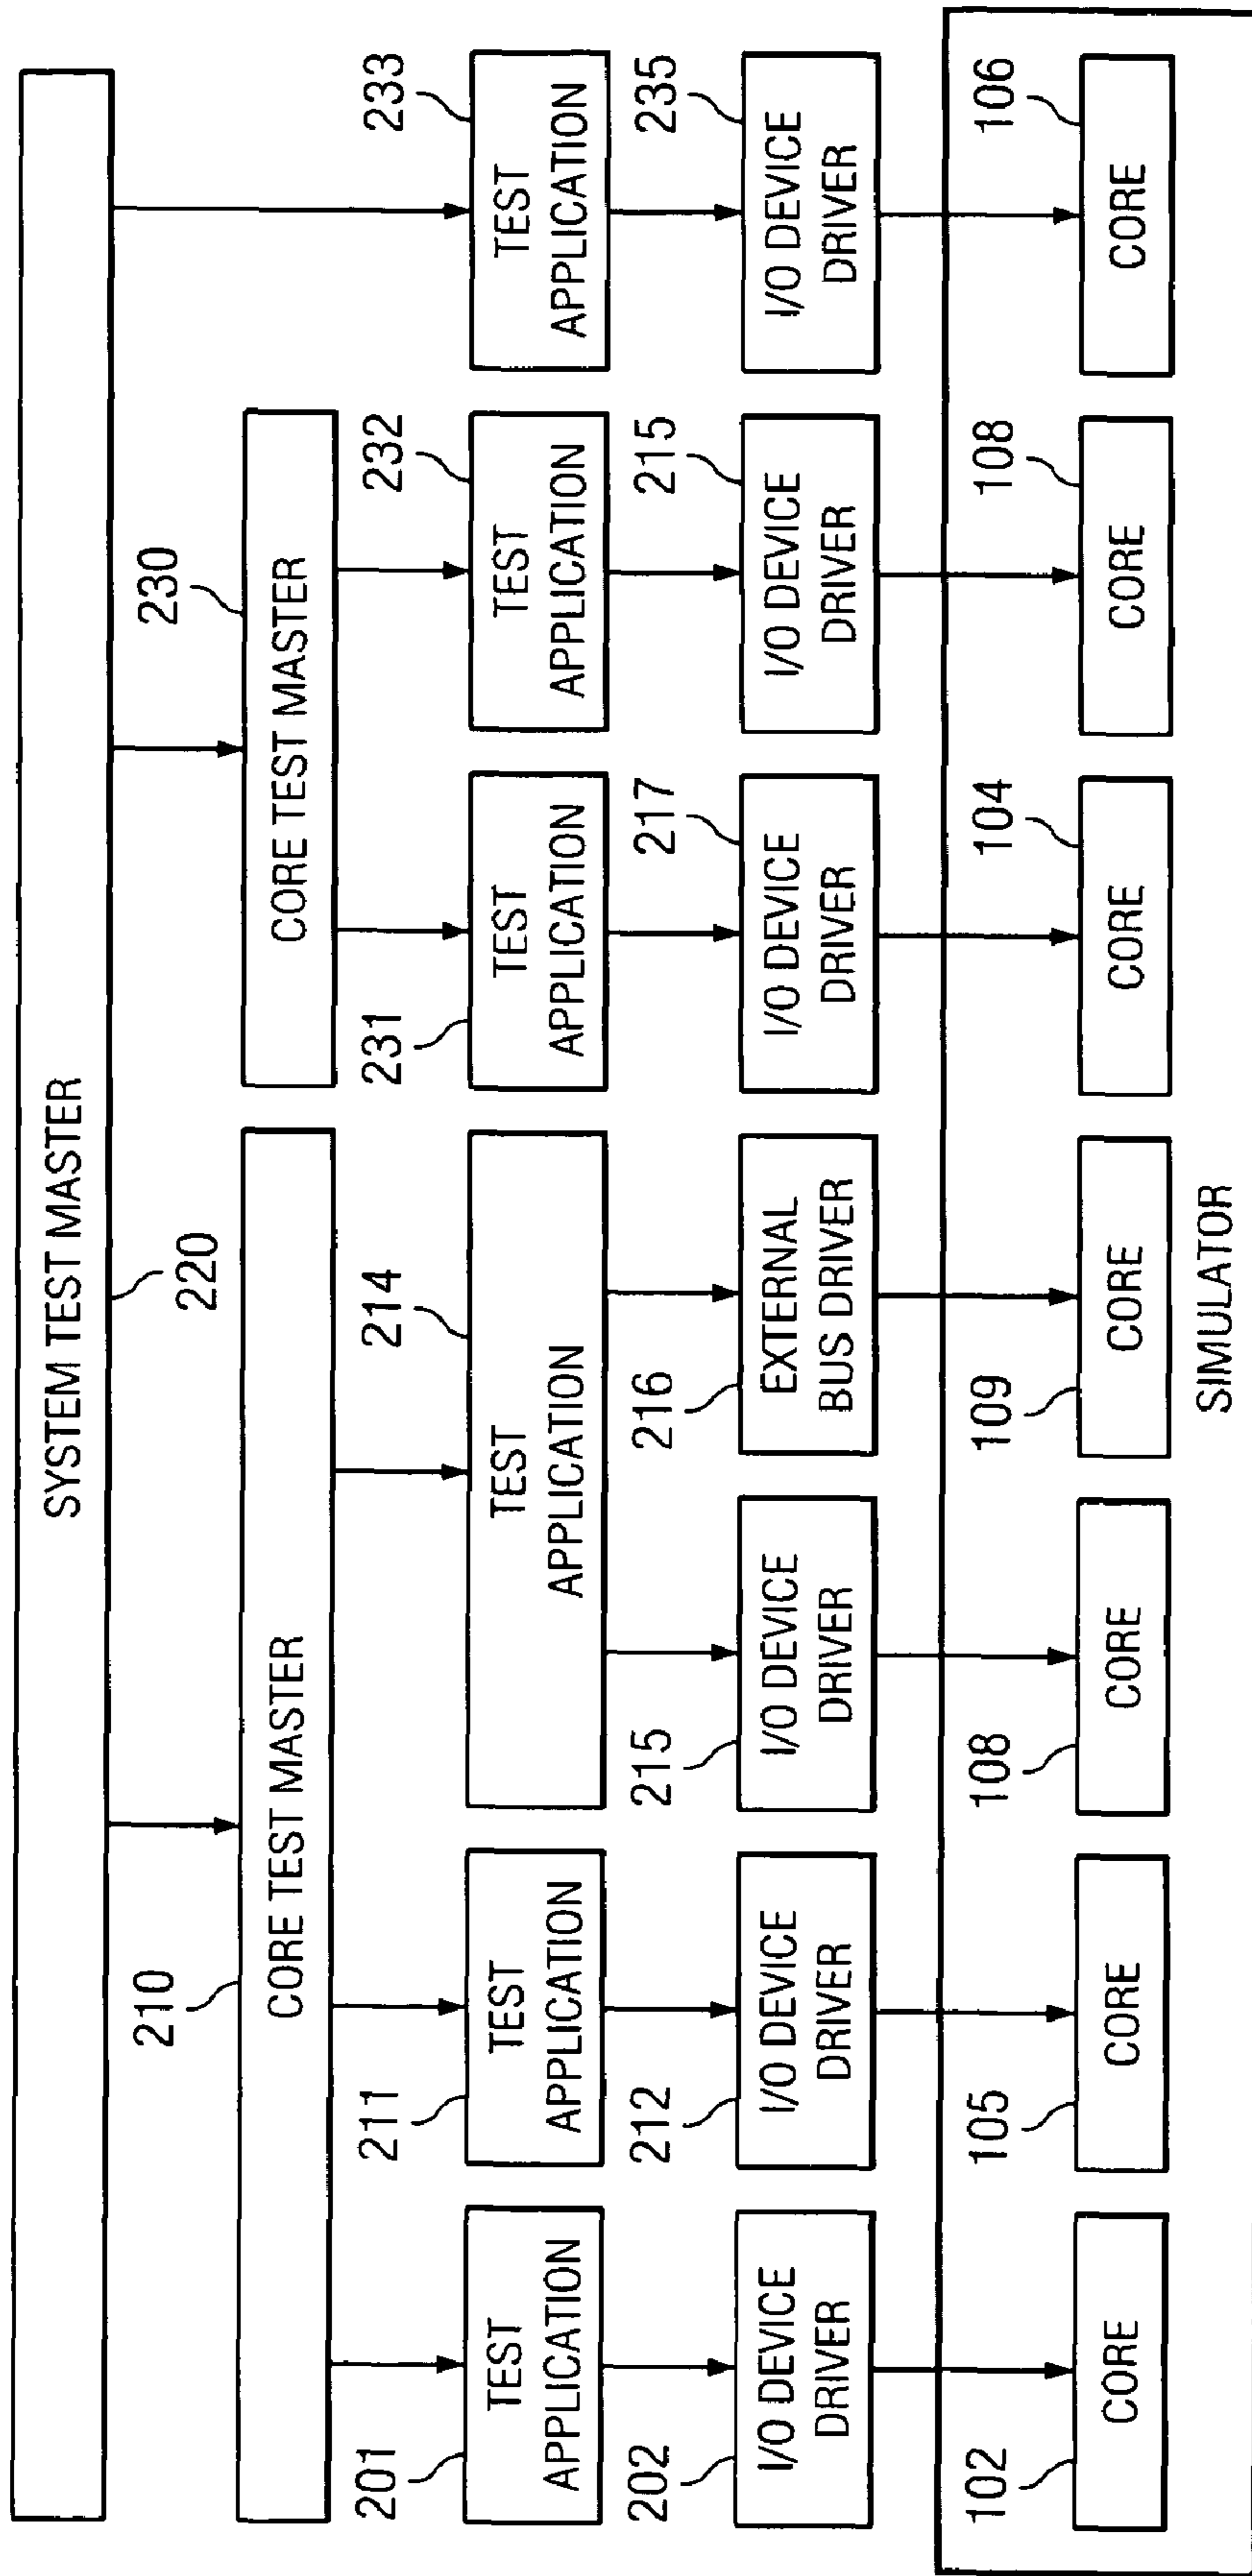 SYSTEM TEST MASTER
220
210
230
CORE TEST MASTER
CORE TEST MASTER
201
211
214
231
232
233
TEST
APPLICATION
TEST
APPLICATION
TEST
APPLICATION
TEST
APPLICATION
TEST
APPLICATION
TEST
APPLICATION
202
212
215
216
217
215
235
I/O DEVICE
DRIVER
I/O DEVICE
DRIVER
I/O DEVICE
DRIVER
EXTERNAL
BUS DRIVER
I/O DEVICE
DRIVER
I/O DEVICE
DRIVER
I/O DEVICE
DRIVER
102
105
108
109
104
108
106
CORE
CORE
CORE
CORE
CORE
CORE
CORE
SIMULATOR